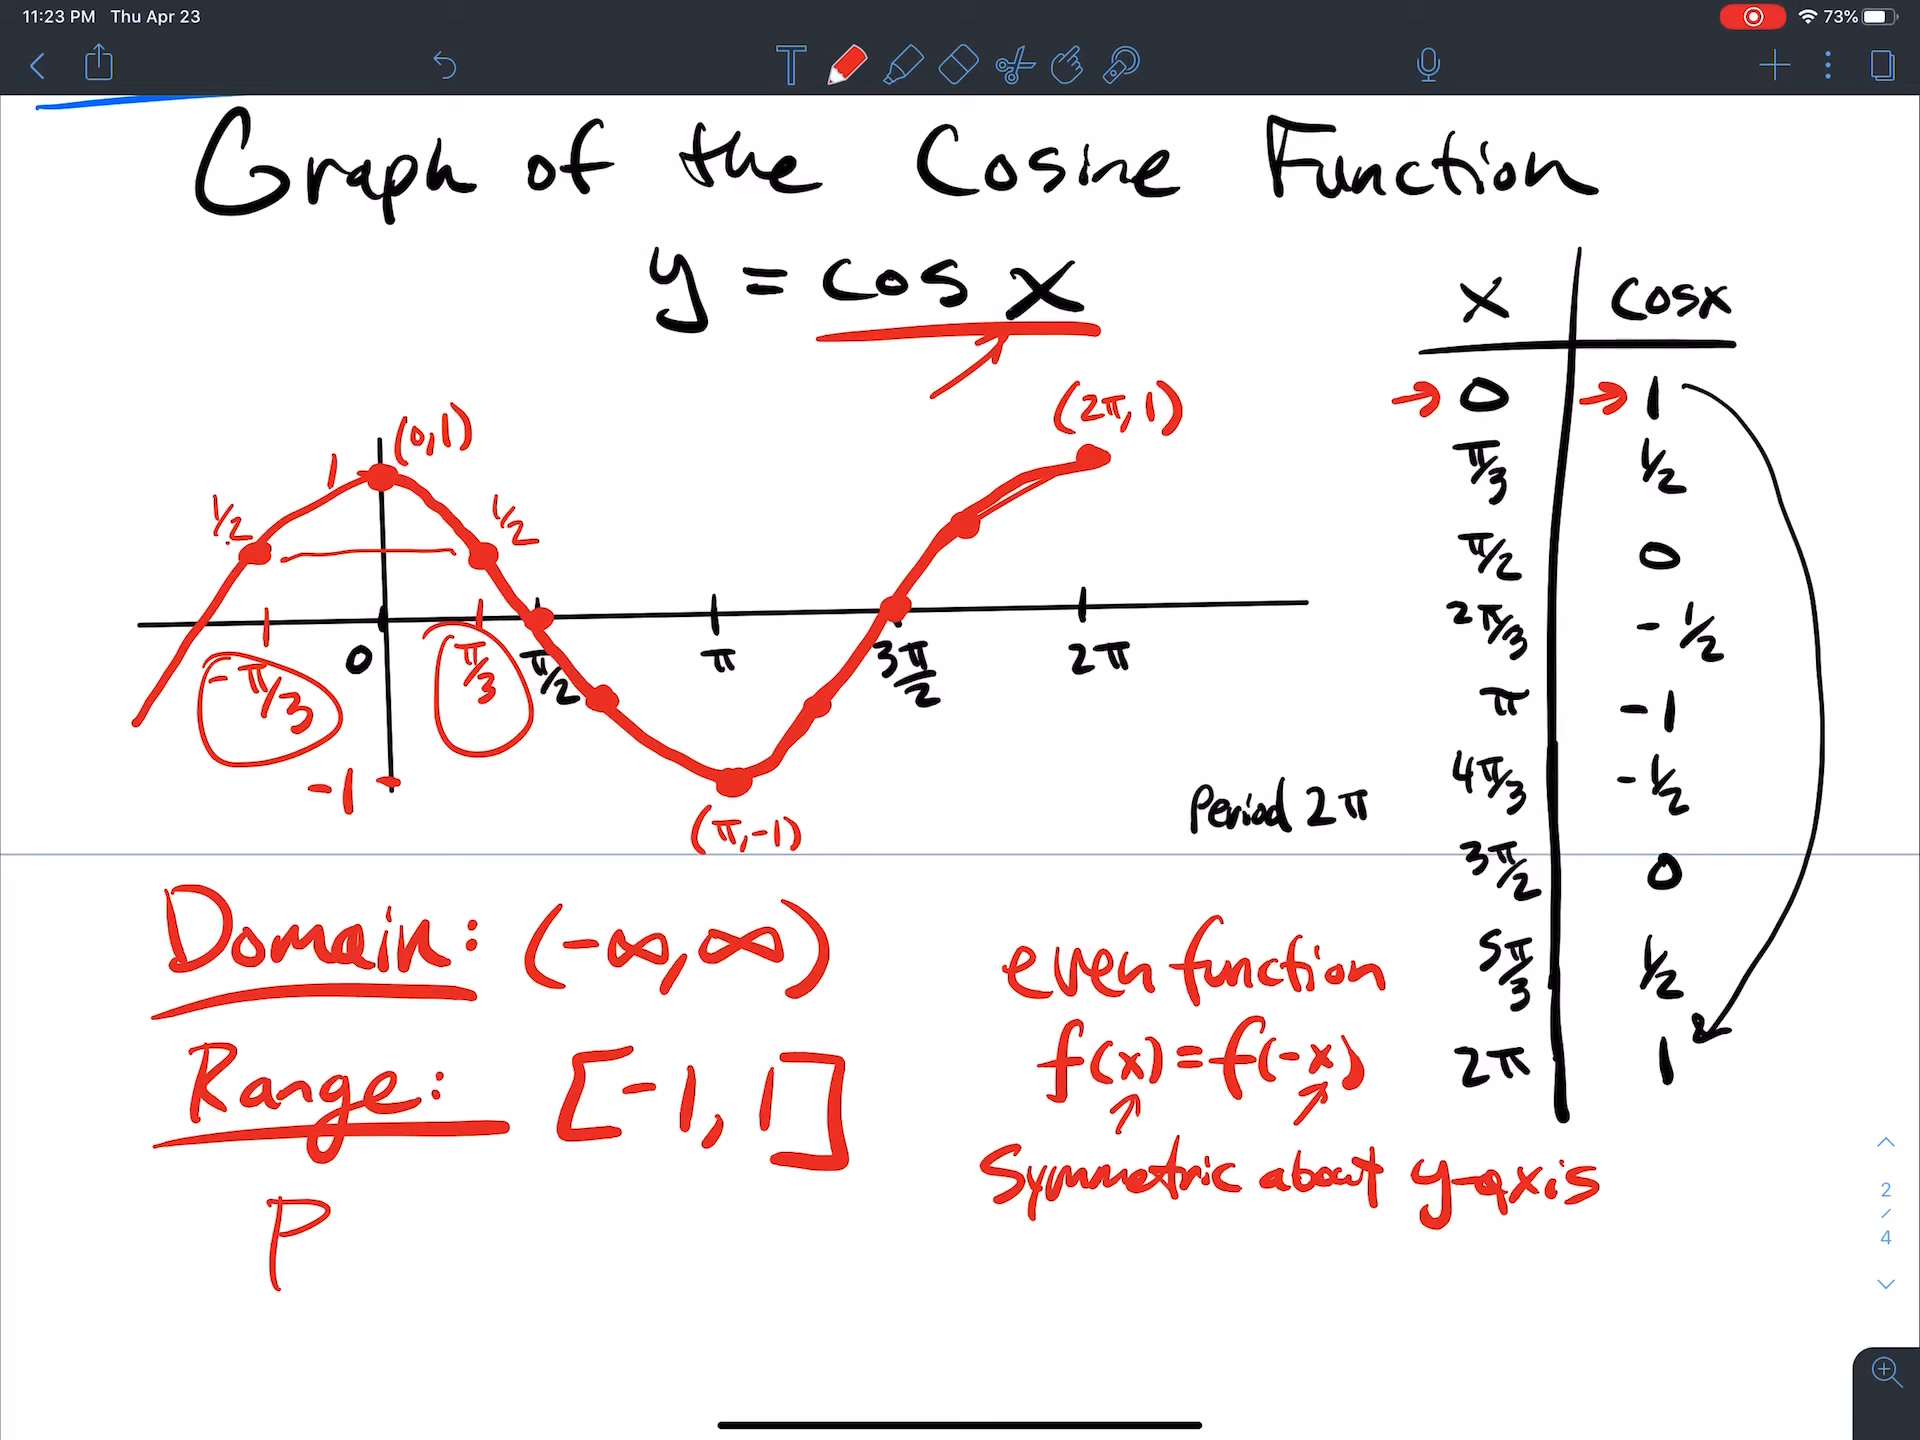 11:23 PM Thu Apr 23
73%
Graph of the Cosine Function
y = cos x
x cosx
0 1
π/3 1/2
π/2 0
2π/3 -1/2
π -1
4π/3 -1/2
3π/2 0
5π/3 1/2
2π 1
(2π, 1)
(0,1)
1
1/2
1/2
-π/3
0
π/3
π/2
π
3π/2
2π
-1
(π,-1)
Period 2π
Domain: (-∞,∞)
Range: [-1, 1]
P
even function
f(x)=f(-x)
Symmetric about y-axis
2
/
4